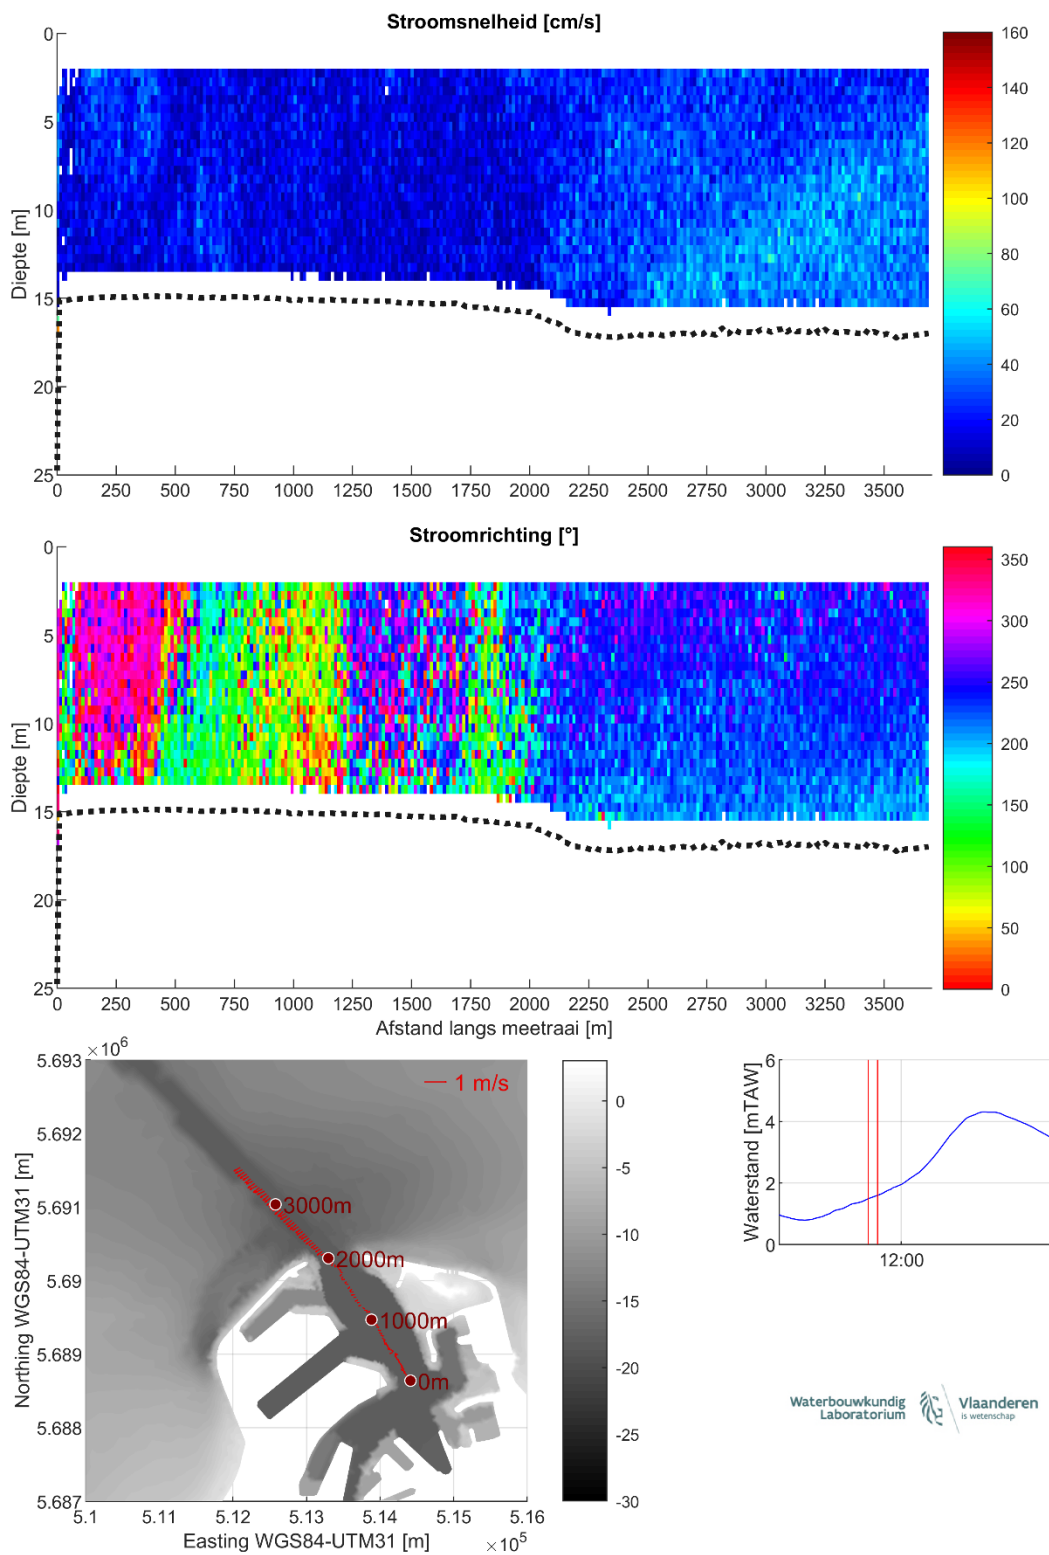 Stroomsnelheid [cm/s]
Diepte [m]
0
5
10
15
20
25
0 250 500 750 1000 1250 1500 1750 2000 2250 2500 2750 3000 3250 3500
160
140
120
100
80
60
40
20
0
Stroomrichting [°]
Diepte [m]
0
5
10
15
20
25
0 250 500 750 1000 1250 1500 1750 2000 2250 2500 2750 3000 3250 3500
Afstand langs meetraai [m]
350
300
250
200
150
100
50
0
×10⁶
Northing WGS84-UTM31 [m]
5.693
5.692
5.691
5.69
5.689
5.688
5.687
5.1 5.11 5.12 5.13 5.14 5.15 5.16
Easting WGS84-UTM31 [m]
×10⁵
1 m/s
3000m
2000m
1000m
0m
0
-5
-10
-15
-20
-25
-30
Waterstand [mTAW]
6
4
2
0
12:00
Waterbouwkundig
Laboratorium
Vlaanderen
is wetenschap